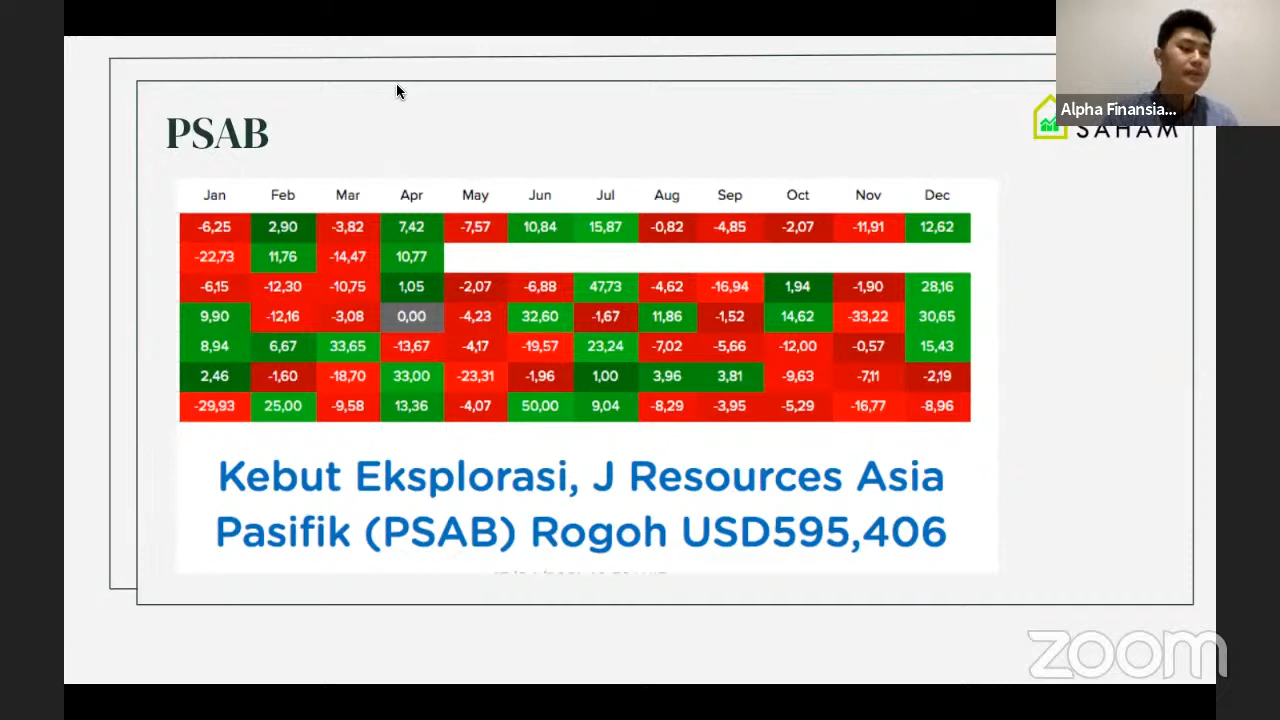 Alpha Finansia...
PSAB
SAHAM
Jan Feb Mar Apr May Jun Jul Aug Sep Oct Nov Dec
-6,25 2,90 -3,82 7,42 -7,57 10,84 15,87 -0,82 -4,85 -2,07 -11,91 12,62
-22,73 11,76 -14,47 10,77
-6,15 -12,30 -10,75 1,05 -2,07 -6,88 47,73 -4,62 -16,94 1,94 -1,90 28,16
9,90 -12,16 -3,08 0,00 -4,23 32,60 -1,67 11,86 -1,52 14,62 -33,22 30,65
8,94 6,67 33,65 -13,67 -4,17 -19,57 23,24 -7,02 -5,66 -12,00 -0,57 15,43
2,46 -1,60 -18,70 33,00 -23,31 -1,96 1,00 3,96 3,81 -9,63 -7,11 -2,19
-29,93 25,00 -9,58 13,36 -4,07 50,00 9,04 -8,29 -3,95 -5,29 -16,77 -8,96
Kebut Eksplorasi, J Resources Asia
Pasifik (PSAB) Rogoh USD595,406
zoom